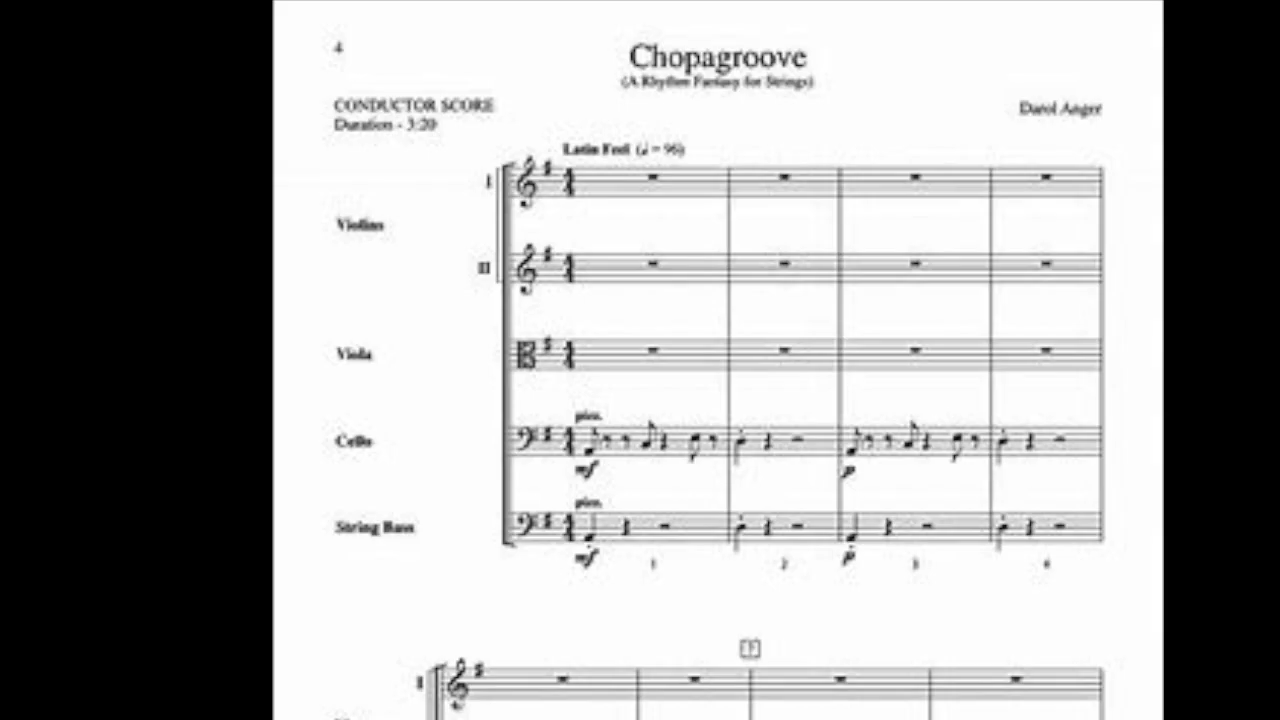 4
Chopagroove
(A Rhythm Fantasy for Strings)
CONDUCTOR SCORE
Duration - 3:20
Darol Anger
Latin Feel (♩ = 96)
I
Violins
II
Viola
pizz.
Cello
mf
p
pizz.
String Bass
mf
p
1
2
3
4
I